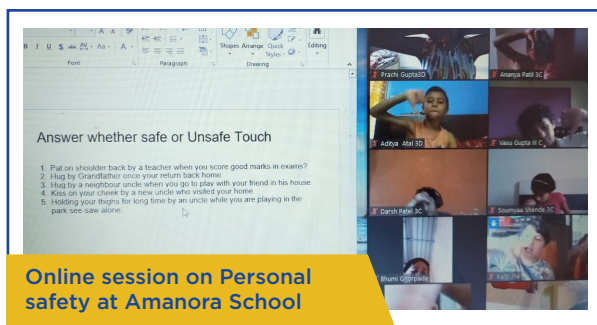 A A
Editing
B I U S abc AV Aa A
Shapes Arrange Quick
Styles
Font
Paragraph
Drawing
Answer whether safe or Unsafe Touch
1. Pat on shoulder back by a teacher when you score good marks in exams?
2. Hug by Grandfather once your return back home
3. Hug by a neighbour uncle when you go to play with your friend in his house
4. Kiss on your cheek by a new uncle who visited your home
5. Holding your thighs for long time by an uncle while you are playing in the
park see-saw alone
Prachi Gupta3D
Ananya Patil 3C
Aditya Atal 3D
Vasu Gupta III C
Darsh Patel 3C
Soumyaa Shende 3C
Bhumi Ghorpade
Online session on Personal
safety at Amanora School